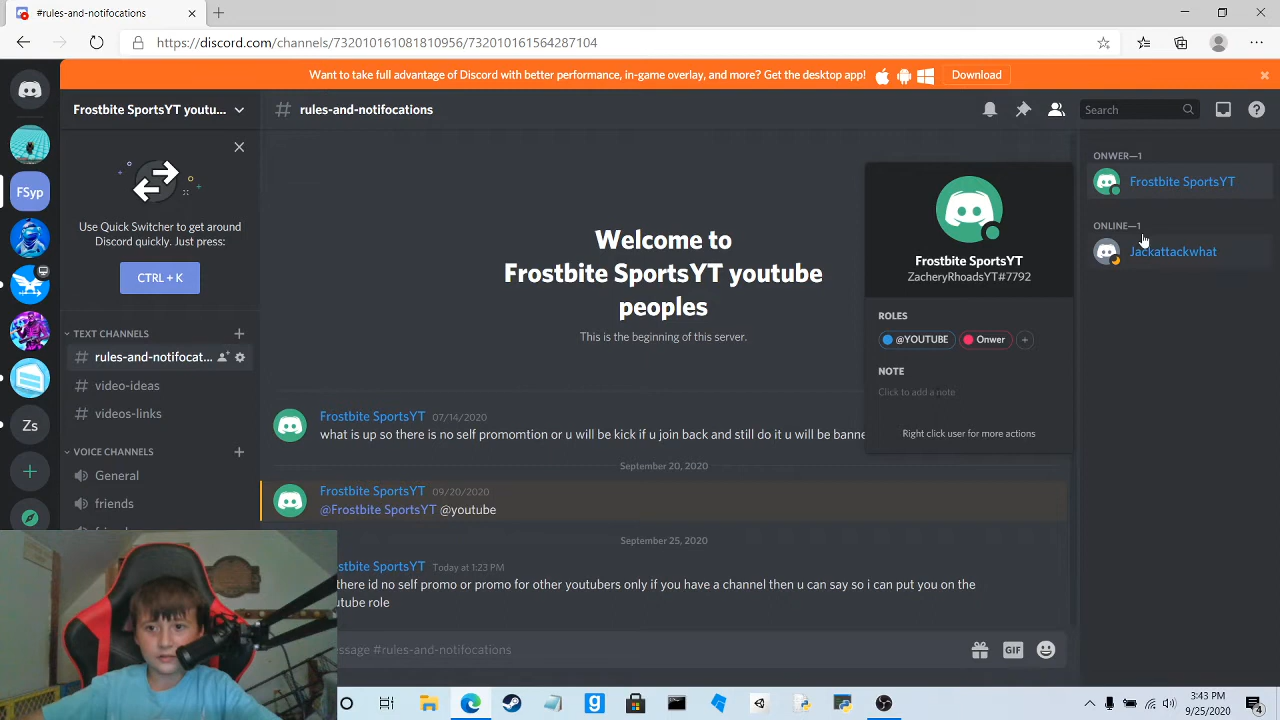 #rules-and-notifications
https://discord.com/channels/732010161081810956/732010161564287104
Want to take full advantage of Discord with better performance, in-game overlay, and more? Get the desktop app!
Download
Frostbite SportsYT youtu...
rules-and-notifocations
Search
Use Quick Switcher to get around
Discord quickly. Just press:
CTRL + K
FSyp
Zs
TEXT CHANNELS
rules-and-notifocat...
video-ideas
videos-links
VOICE CHANNELS
General
friends
Welcome to
Frostbite SportsYT youtube
peoples
This is the beginning of this server.
Frostbite SportsYT 07/14/2020
what is up so there is no self promomtion or u will be kick if u join back and still do it u will be banne
September 20, 2020
Frostbite SportsYT 09/20/2020
@Frostbite SportsYT @youtube
September 25, 2020
stbite SportsYT Today at 1:23 PM
there id no self promo or promo for other youtubers only if you have a channel then u can say so i can put you on the
utube role
ssage #rules-and-notifocations
GIF
Frostbite SportsYT
ZacheryRhoadsYT#7792
ROLES
@YOUTUBE
Onwer
NOTE
Click to add a note
Right click user for more actions
ONWER—1
Frostbite SportsYT
ONLINE—1
Jackattackwhat
3:43 PM
9/25/2020
4